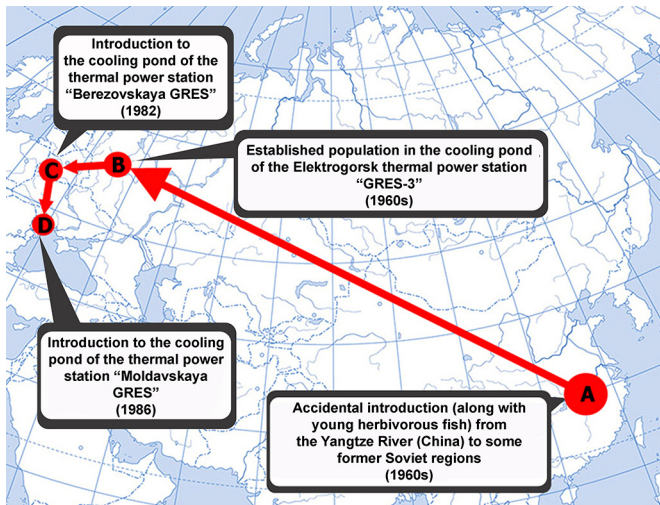 Introduction to
the cooling pond of the
thermal power station
“Berezovskaya GRES”
(1982)
Established population in the cooling pond
of the Elektrogorsk thermal power station
“GRES-3”
(1960s)
C
B
D
Introduction to the cooling
pond of the thermal power
station “Moldavskaya
GRES”
(1986)
A
Accidental introduction (along with
young herbivorous fish) from
the Yangtze River (China) to some
former Soviet regions
(1960s)